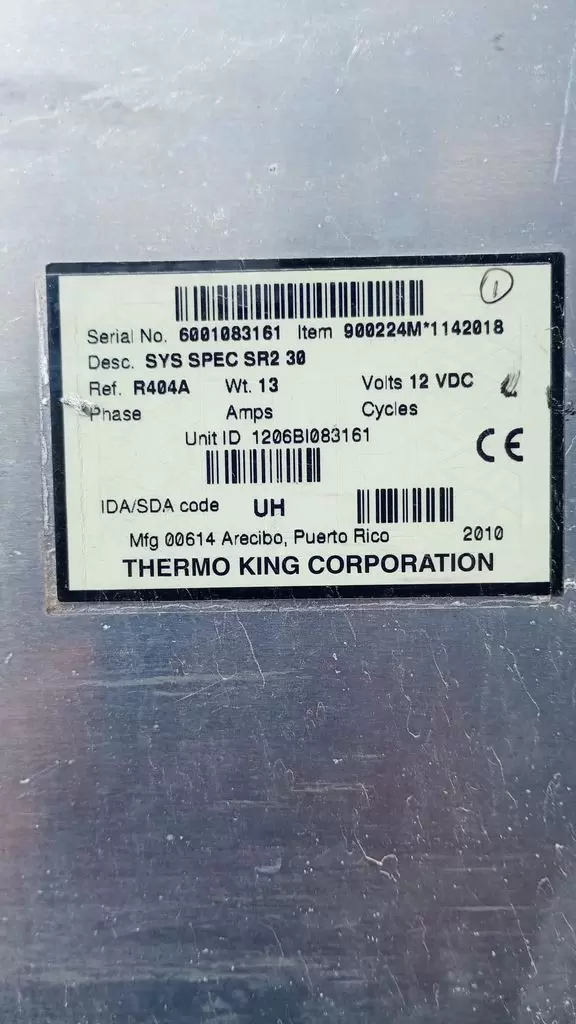 1
Serial No. 6001083161 Item 900224M*1142018
Desc. SYS SPEC SR2 30
Ref. R404A Wt. 13 Volts 12 VDC
Phase Amps Cycles
Unit ID 1206BI083161
CE
IDA/SDA code UH
Mfg 00614 Arecibo, Puerto Rico 2010
THERMO KING CORPORATION